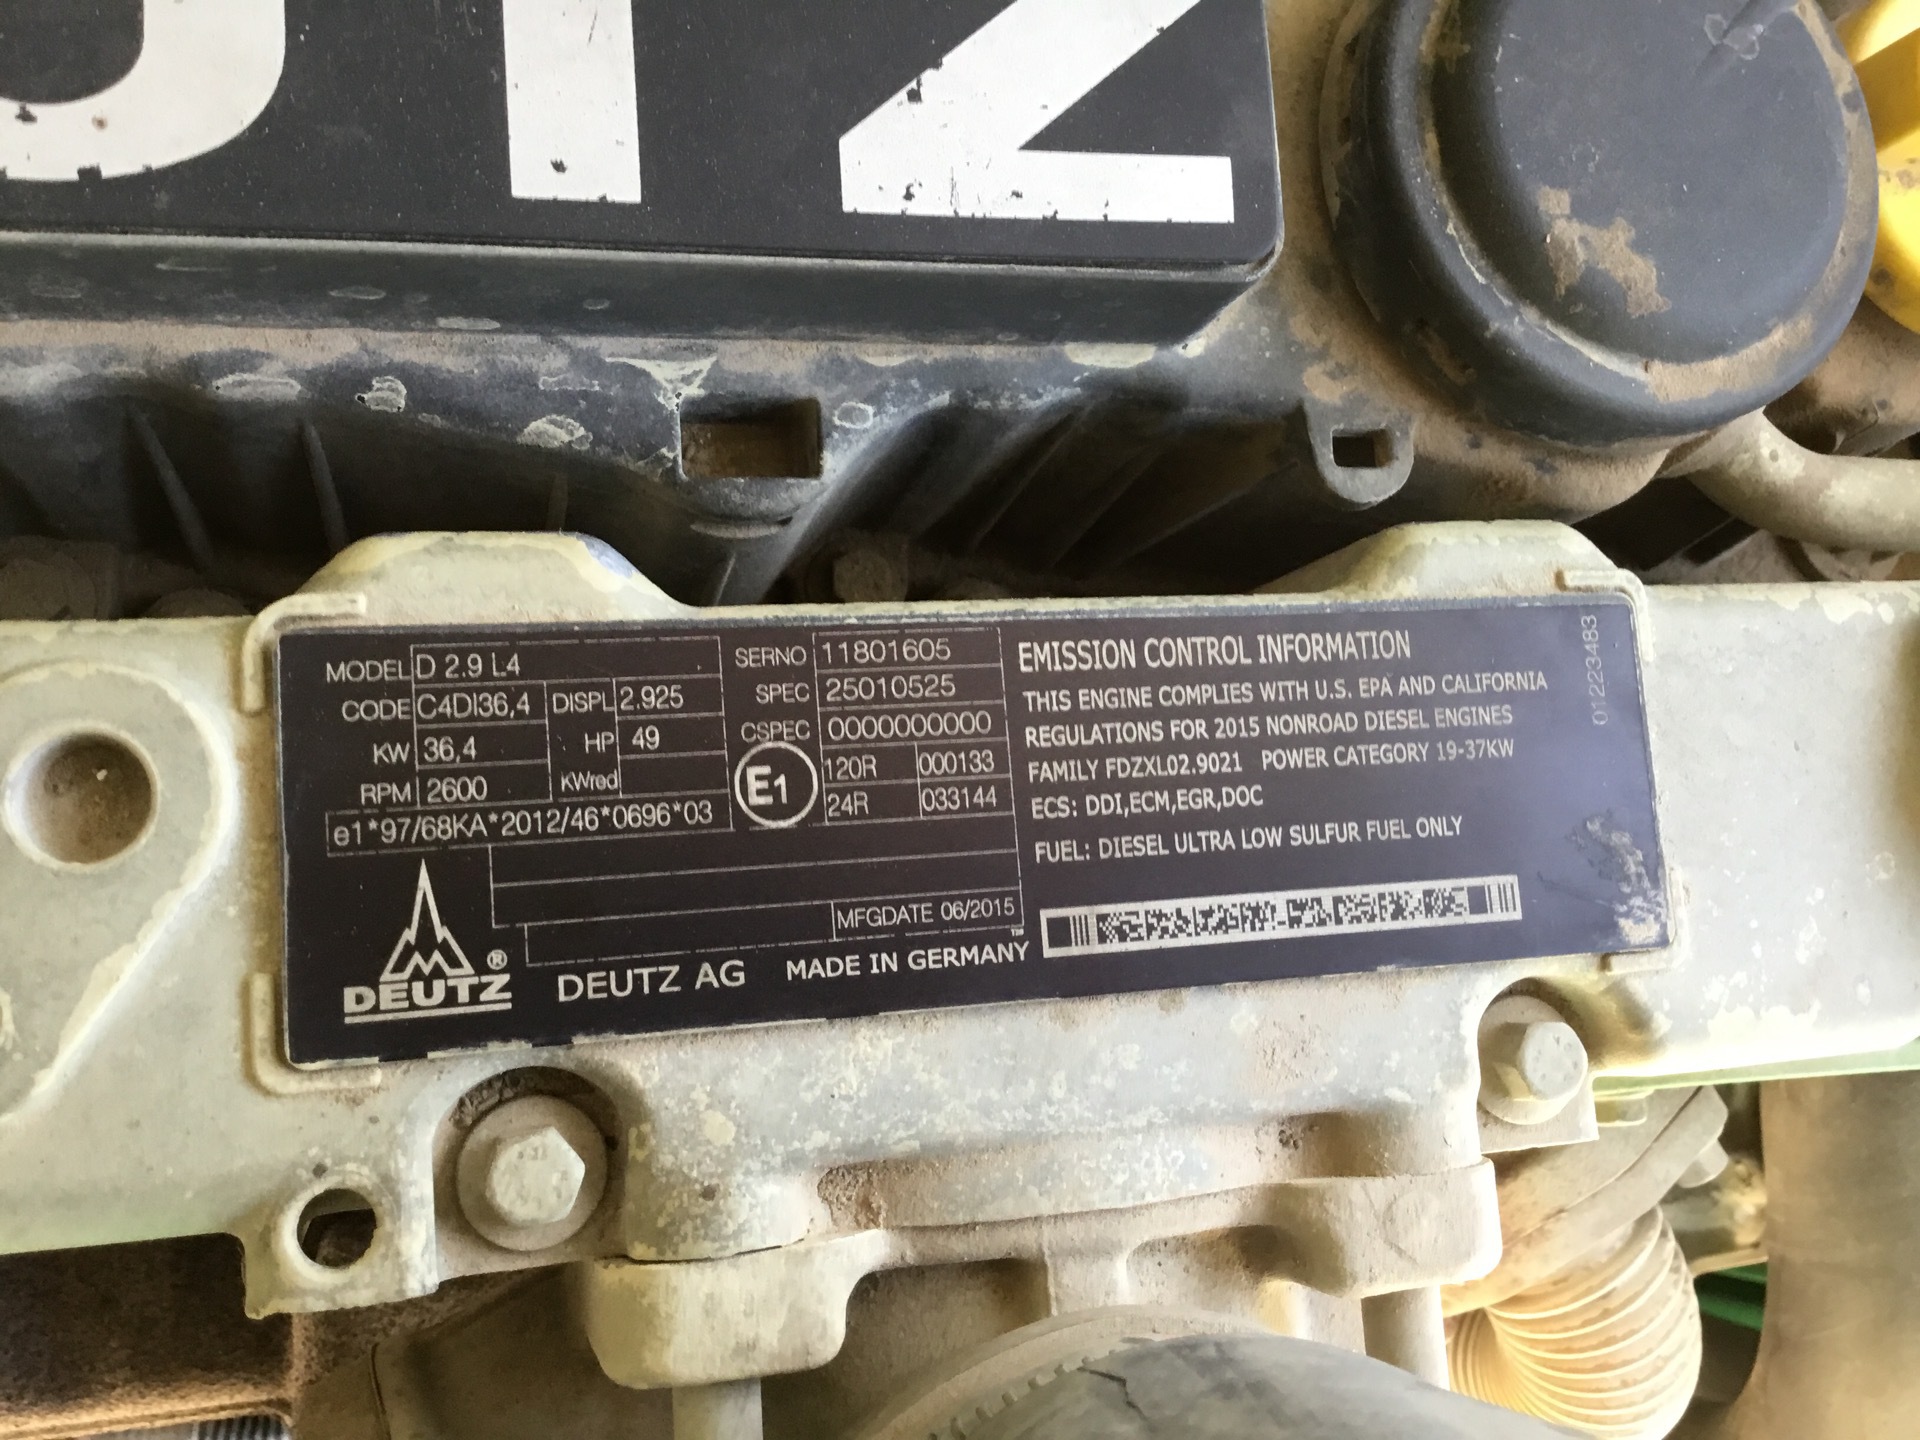 UTZ
MODEL D 2.9 L4
CODE C4DI36,4 DISPL 2.925
KW 36,4 HP 49
RPM 2600 KWred
e1*97/68KA*2012/46*0696*03
SERNO 11801605
SPEC 25010525
CSPEC 0000000000
E1 120R 000133
24R 033144
MFGDATE 06/2015
DEUTZ®
DEUTZ AG MADE IN GERMANY
EMISSION CONTROL INFORMATION
THIS ENGINE COMPLIES WITH U.S. EPA AND CALIFORNIA
REGULATIONS FOR 2015 NONROAD DIESEL ENGINES
FAMILY FDZXL02.9021 POWER CATEGORY 19-37KW
ECS: DDI,ECM,EGR,DOC
FUEL: DIESEL ULTRA LOW SULFUR FUEL ONLY
01223483